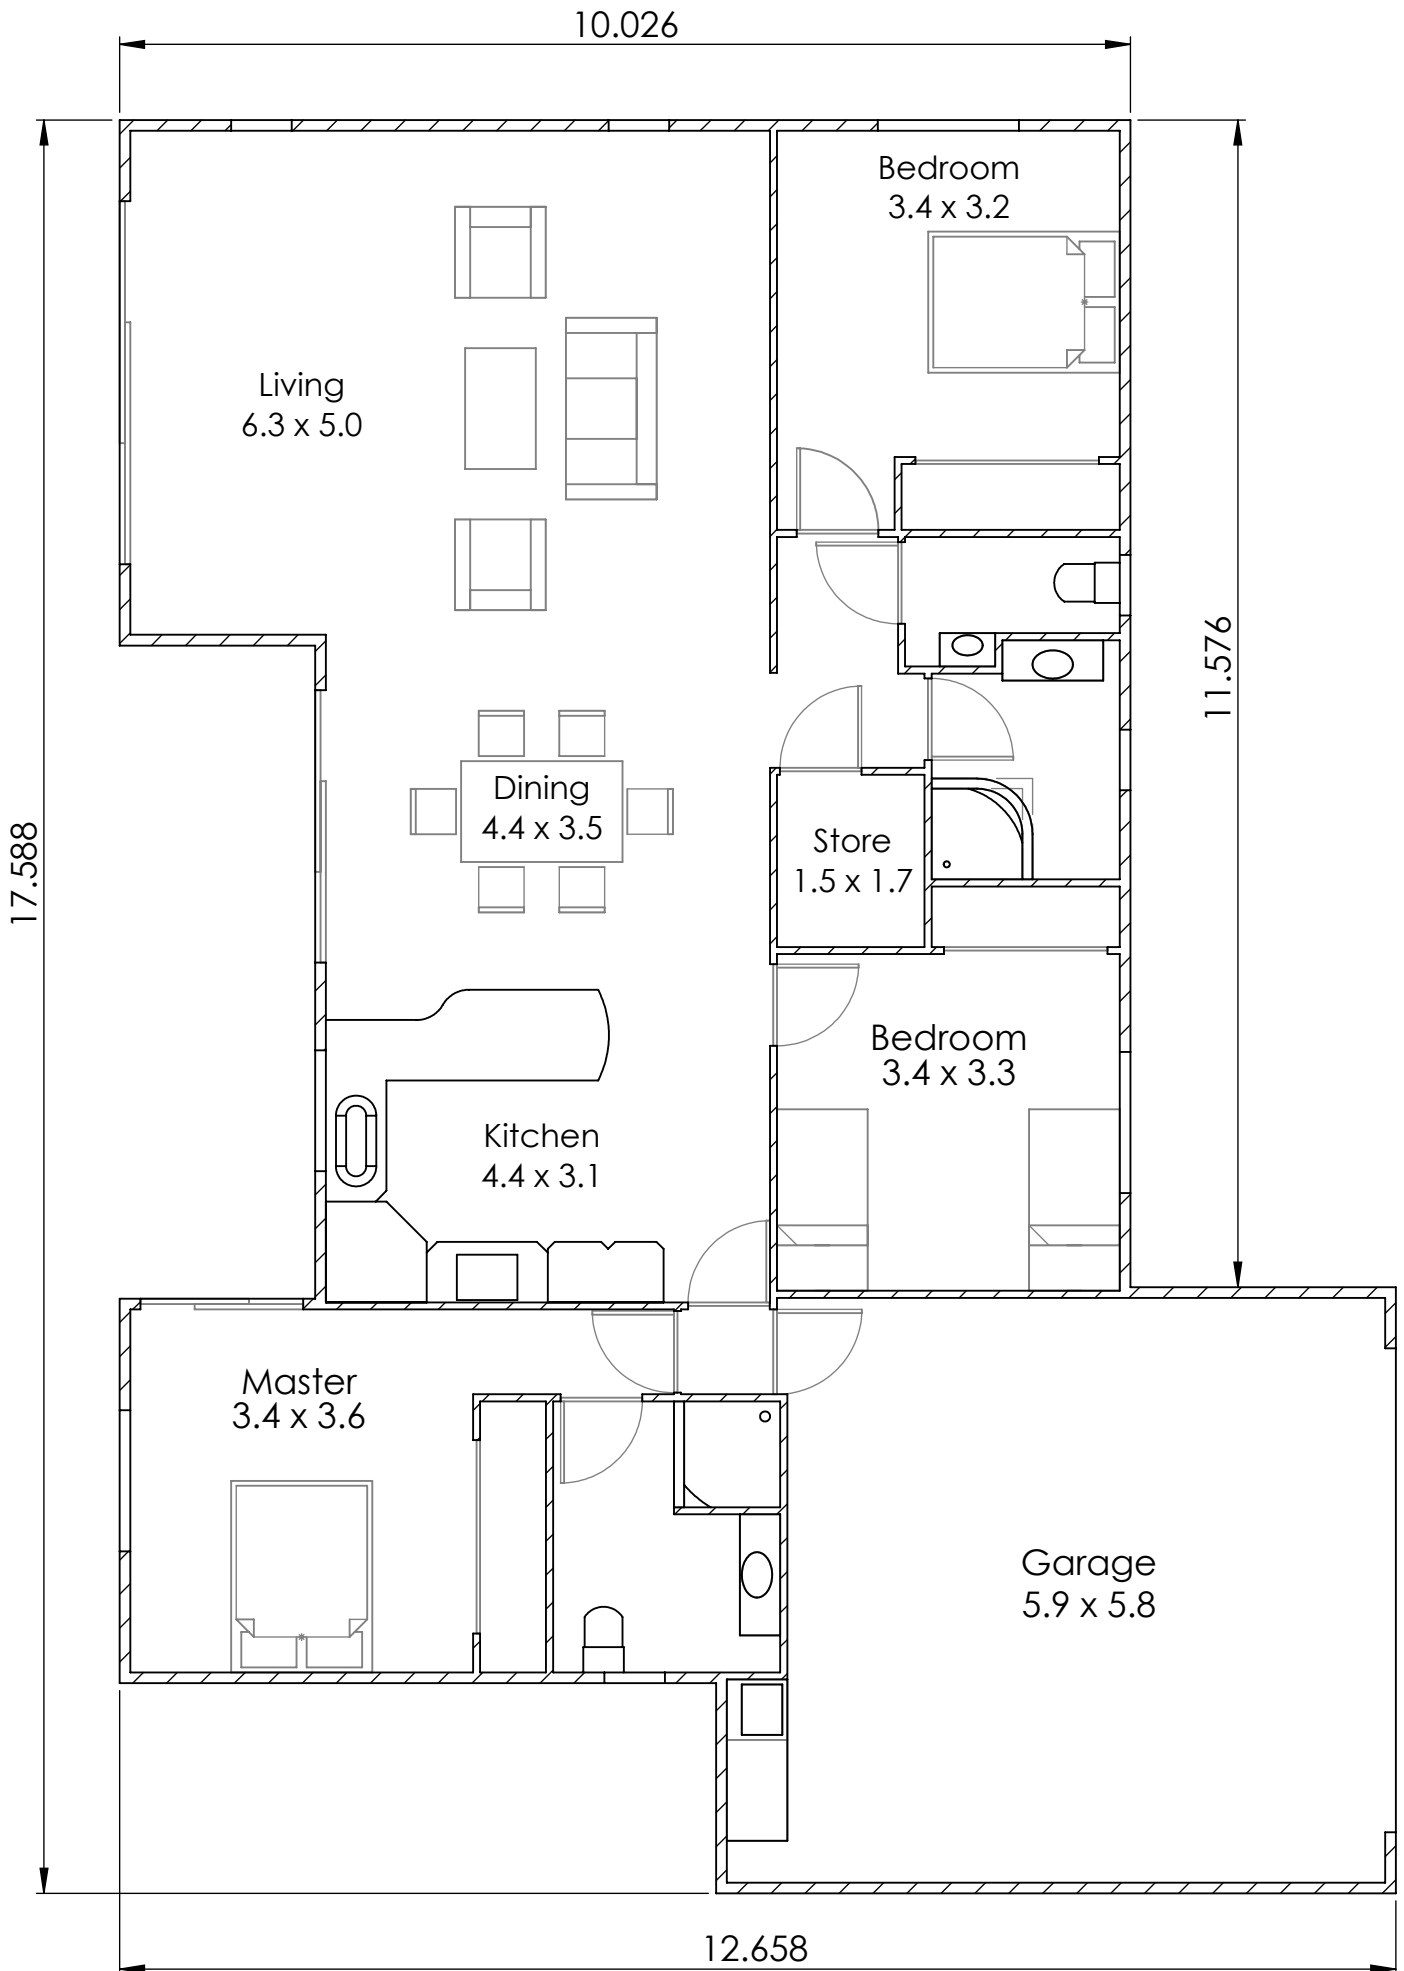 10.026
Bedroom
3.4 x 3.2
Living
6.3 x 5.0
11.576
Dining
4.4 x 3.5
17.588
Store
1.5 x 1.7
Bedroom
3.4 x 3.3
Kitchen
4.4 x 3.1
Master
3.4 x 3.6
Garage
5.9 x 5.8
12.658